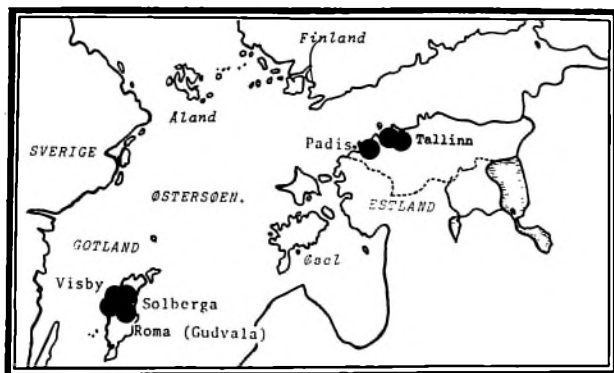 Finland
Åland
Padis
Tallinn
SVERIGE
ØSTERSØEN.
ESTLAND
GOTLAND
Øsel
Visby
Solberga
Roma (Gudvala)